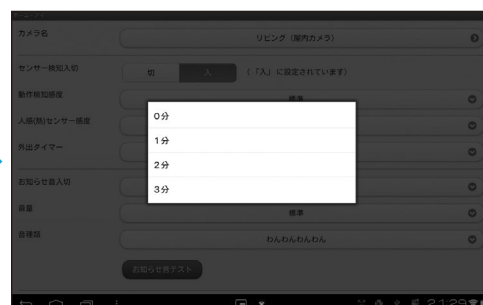 カメラ名 リビング（屋内カメラ）
センサー検知入切 切 入 （「入」に設定されています）
動作検知感度 標準
人感(熱)センサー感度
外出タイマー
0分
1分
2分
3分
お知らせ音入切
音量 標準
音種類 わんわんわんわん
お知らせ音テスト
21:29